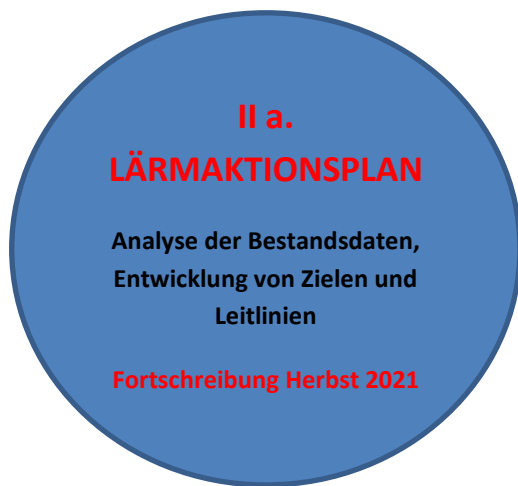 II a.
LÄRMAKTIONSPLAN
Analyse der Bestandsdaten,
Entwicklung von Zielen und
Leitlinien
Fortschreibung Herbst 2021